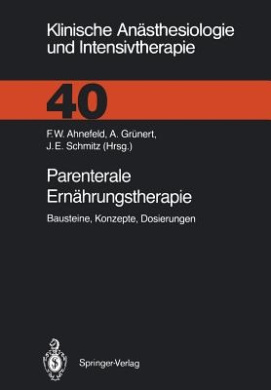 Klinische Anästhesiologie
und Intensivtherapie
40
F.W. Ahnefeld, A. Grünert,
J.E. Schmitz (Hrsg.)
Parenterale
Ernährungstherapie
Bausteine, Konzepte, Dosierungen
Springer-Verlag